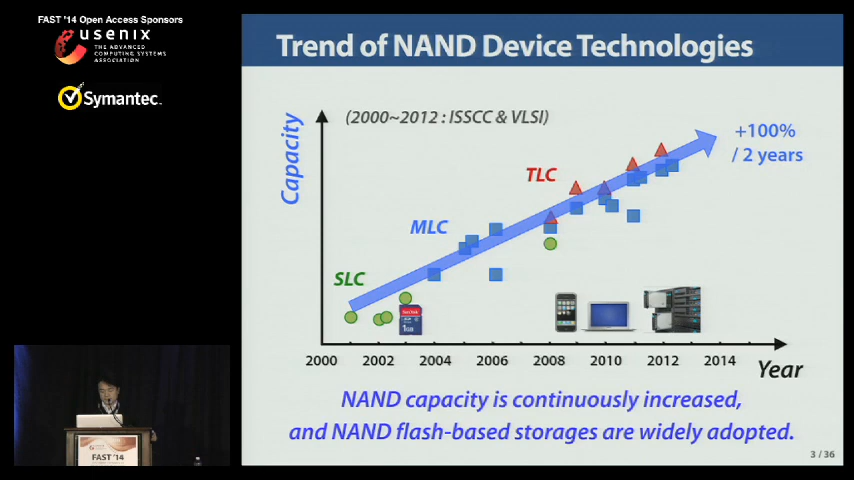 FAST '14 Open Access Sponsors
usenix
THE ADVANCED
COMPUTING SYSTEMS
ASSOCIATION
Symantec.
Trend of NAND Device Technologies
(2000~2012 : ISSCC & VLSI)
Capacity
+100%
/ 2 years
TLC
MLC
SLC
SanDisk
1GB
2000 2002 2004 2006 2008 2010 2012 2014
Year
NAND capacity is continuously increased,
and NAND flash-based storages are widely adopted.
3 / 36
FAST '14